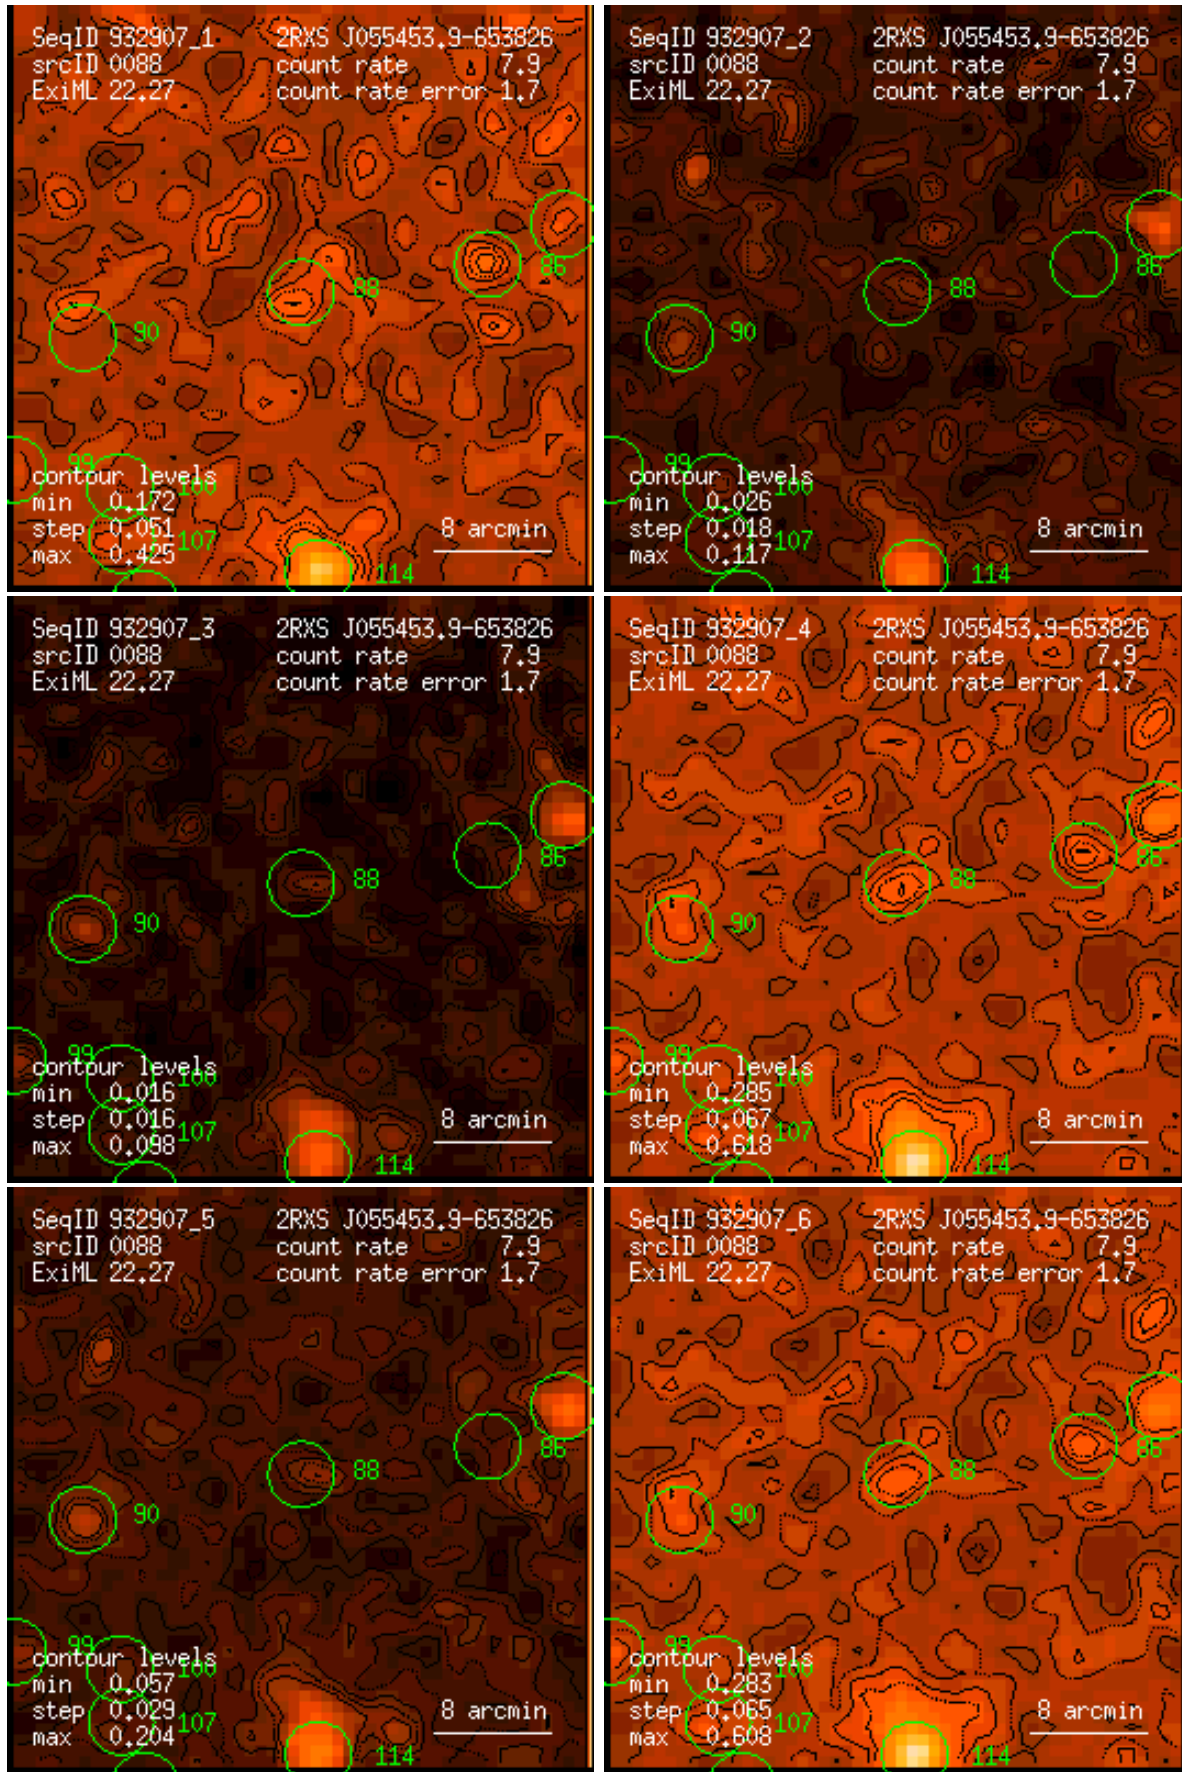 SeqID 932907_1 2RXS J055453.9-653826
srcID 0088 count rate 7.9
ExiML 22.27 count rate error 1.7
86
88
90
99
contour levels
100
min 0.172
step 0.051 107 8 arcmin
max 0.425
114
SeqID 932907_2 2RXS J055453.9-653826
srcID 0088 count rate 7.9
ExiML 22.27 count rate error 1.7
86
88
90
99
contour levels
100
min 0.026
step 0.018 107 8 arcmin
max 0.117
114
SeqID 932907_3 2RXS J055453.9-653826
srcID 0088 count rate 7.9
ExiML 22.27 count rate error 1.7
86
88
90
99
contour levels
100
min 0.016
step 0.016 107 8 arcmin
max 0.098
114
SeqID 932907_4 2RXS J055453.9-653826
srcID 0088 count rate 7.9
ExiML 22.27 count rate error 1.7
86
88
90
99
contour levels
100
min 0.285
step 0.067 107 8 arcmin
max 0.618
114
SeqID 932907_5 2RXS J055453.9-653826
srcID 0088 count rate 7.9
ExiML 22.27 count rate error 1.7
86
88
90
99
contour levels
100
min 0.057
step 0.029 107 8 arcmin
max 0.204
114
SeqID 932907_6 2RXS J055453.9-653826
srcID 0088 count rate 7.9
ExiML 22.27 count rate error 1.7
86
88
90
99
contour levels
100
min 0.283
step 0.065 107 8 arcmin
max 0.608
114